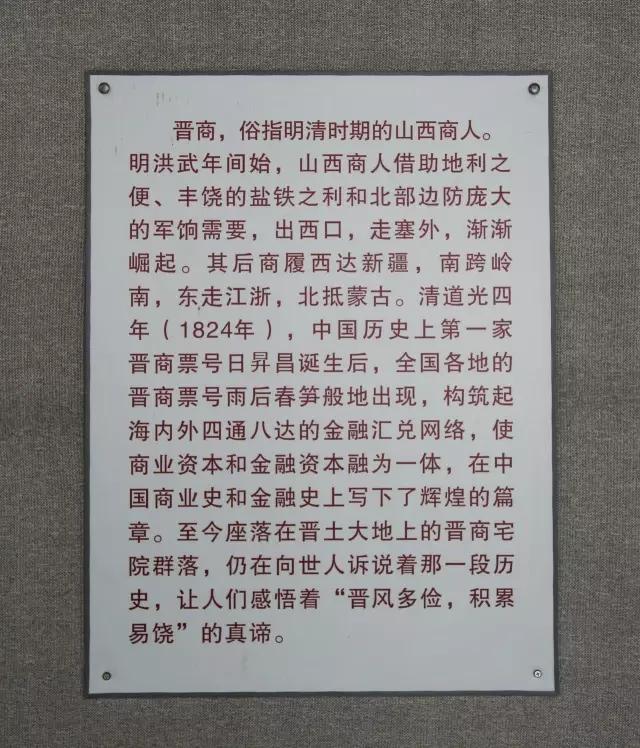 晋商，俗指明清时期的山西商人。
明洪武年间始，山西商人借助地利之
便、丰饶的盐铁之利和北部边防庞大
的军饷需要，出西口，走塞外，渐渐
崛起。其后商履西达新疆，南跨岭
南，东走江浙，北抵蒙古。清道光四
年（1824年），中国历史上第一家
晋商票号日昇昌诞生后，全国各地的
晋商票号雨后春笋般地出现，构筑起
海内外四通八达的金融汇兑网络，使
商业资本和金融资本融为一体，在中
国商业史和金融史上写下了辉煌的篇
章。至今座落在晋土大地上的晋商宅
院群落，仍在向世人诉说着那一段历
史，让人们感悟着“晋风多俭，积累
易饶”的真谛。